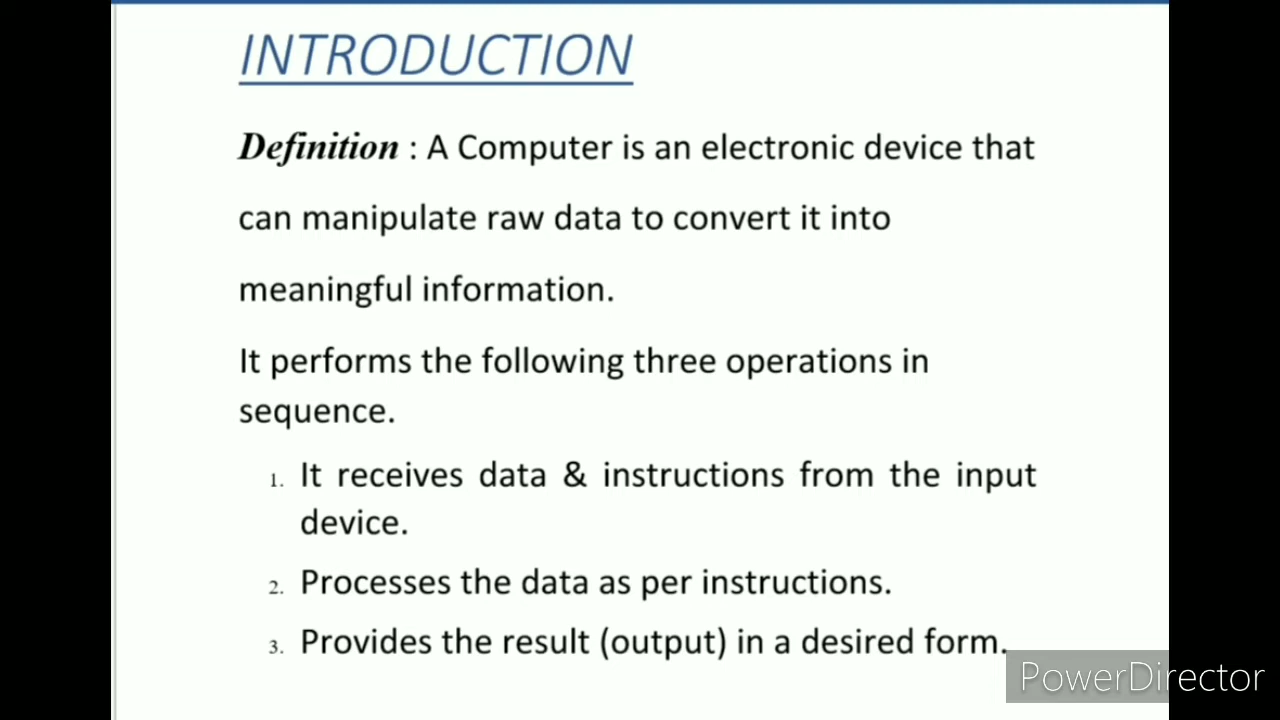 INTRODUCTION
Definition : A Computer is an electronic device that
can manipulate raw data to convert it into
meaningful information.
It performs the following three operations in
sequence.
1. It receives data & instructions from the input
device.
2. Processes the data as per instructions.
3. Provides the result (output) in a desired form.
PowerDirector